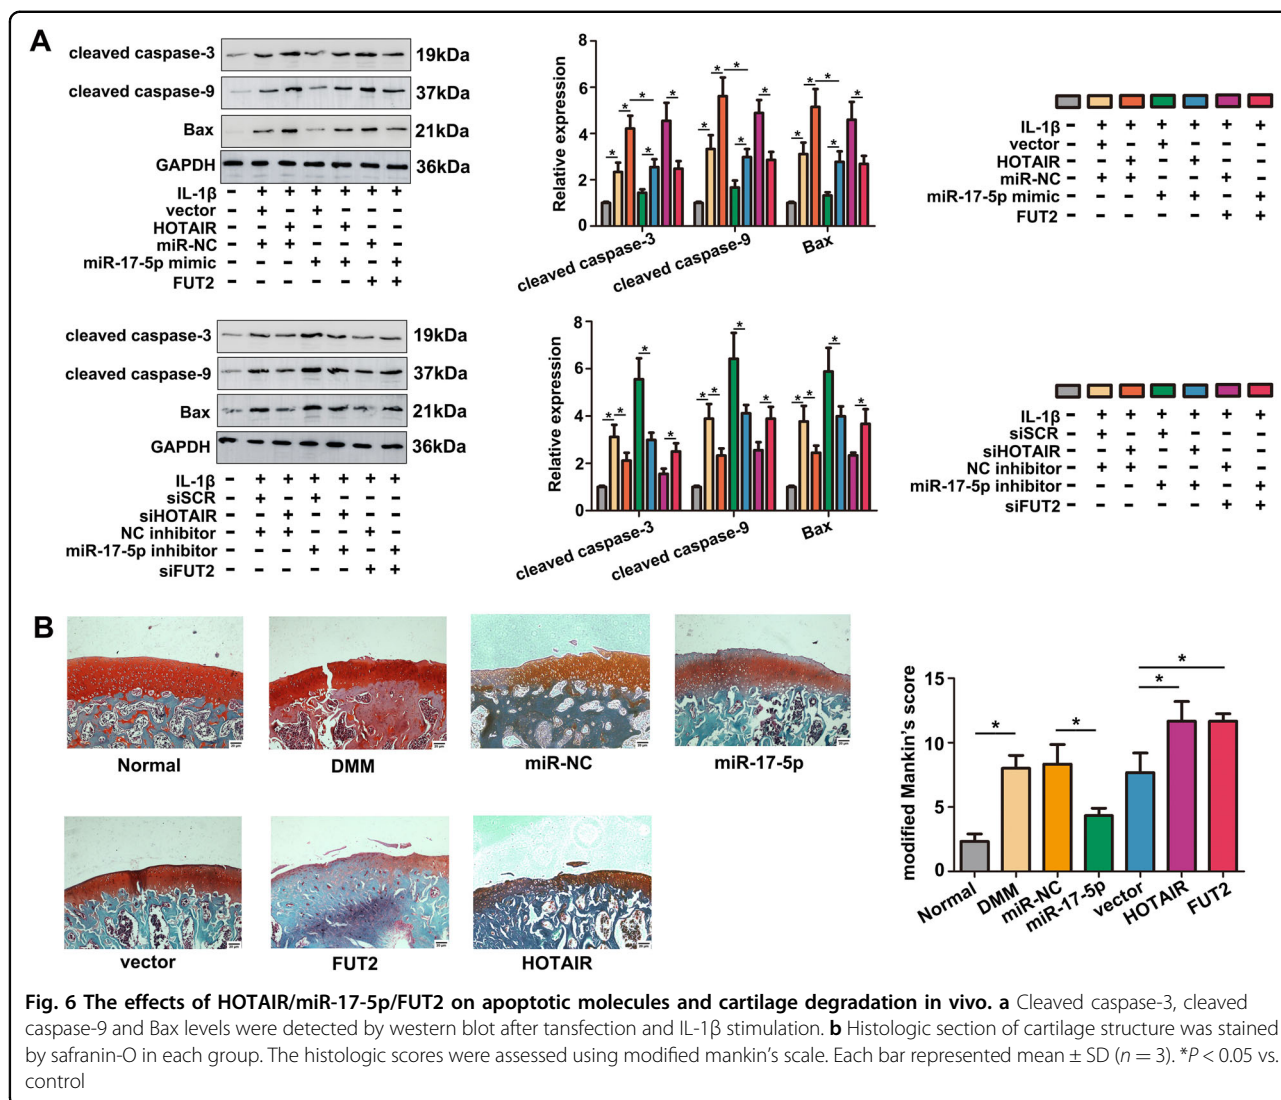 A
cleaved caspase-3 19kDa
cleaved caspase-9 37kDa
Bax 21kDa
GAPDH 36kDa
IL-1β - + + + + + +
vector - + - + - - -
HOTAIR - - + - + - -
miR-NC - + + - - + -
miR-17-5p mimic - - - + + - +
FUT2 - - - - - + +
Relative expression
8
6
4
2
0
* * * * *
* * * * *
* * * * *
cleaved caspase-3
cleaved caspase-9
Bax
IL-1β - + + + + + +
vector - + - + - - -
HOTAIR - - + - + - -
miR-NC - + + - - + -
miR-17-5p mimic - - - + + - +
FUT2 - - - - - + +
cleaved caspase-3 19kDa
cleaved caspase-9 37kDa
Bax 21kDa
GAPDH 36kDa
IL-1β - + + + + + +
siSCR - + - + - - -
siHOTAIR - - + - + - -
NC inhibitor - + + - - + -
miR-17-5p inhibitor - - - + + - +
siFUT2 - - - - - + +
Relative expression
8
6
4
2
0
* * * *
* * * *
* * * *
cleaved caspase-3
cleaved caspase-9
Bax
IL-1β - + + + + + +
siSCR - + - + - - -
siHOTAIR - - + - + - -
NC inhibitor - + + - - + -
miR-17-5p inhibitor - - - + + - +
siFUT2 - - - - - + +
B
Normal
DMM
miR-NC
miR-17-5p
vector
FUT2
HOTAIR
modified Mankin's score
15
10
5
0
* * * *
Normal
DMM
miR-NC
miR-17-5p
vector
HOTAIR
FUT2
Fig. 6 The effects of HOTAIR/miR-17-5p/FUT2 on apoptotic molecules and cartilage degradation in vivo. a Cleaved caspase-3, cleaved
caspase-9 and Bax levels were detected by western blot after tansfection and IL-1β stimulation. b Histologic section of cartilage structure was stained
by safranin-O in each group. The histologic scores were assessed using modified mankin's scale. Each bar represented mean ± SD (n = 3). *P < 0.05 vs.
control